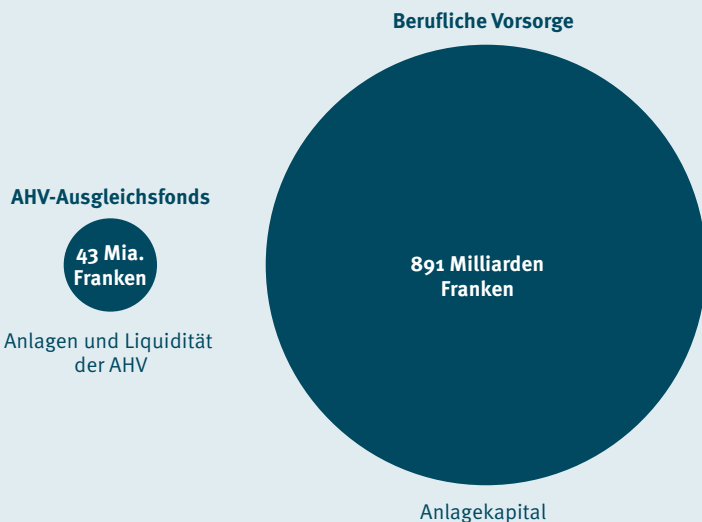 Berufliche Vorsorge
AHV-Ausgleichsfonds
43 Mia.
Franken
891 Milliarden
Franken
Anlagen und Liquidität
der AHV
Anlagekapital